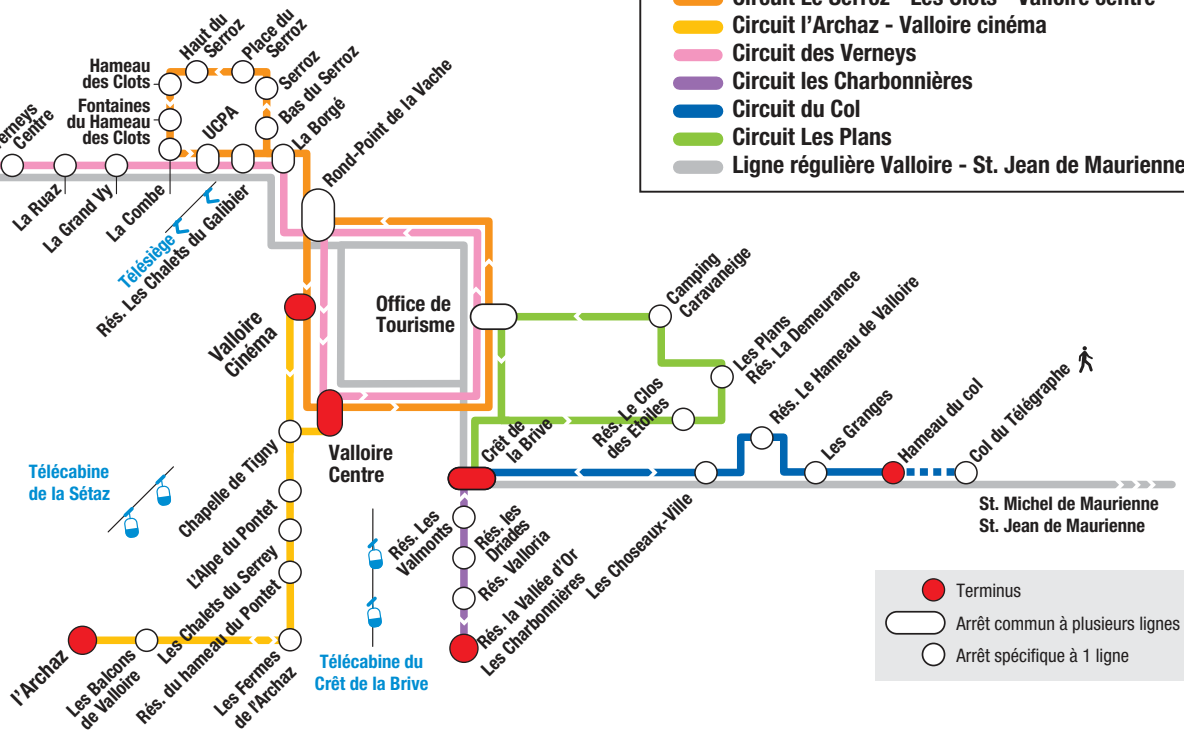 Circuit Le Serroz - Les Clots - Valloire centre
Circuit l'Archaz - Valloire cinéma
Circuit des Verneys
Circuit les Charbonnières
Circuit du Col
Circuit Les Plans
Ligne régulière Valloire - St. Jean de Maurienne
Haut du
Serroz
Place du
Serroz
Hameau
des Clots
Serroz
Fontaines
du Hameau
des Clots
Bas du Serroz
UCPA
La Borgé
Rond-Point de la Vache
Centre
La Ruaz
La Grand Vy
La Combe
Télésiège
Rés. Les Chalets du Galibier
Valloire
Cinéma
Office de
Tourisme
Camping
Caravaneige
Les Plans
Rés. La Demeurance
Rés. Le Clos
des Etoiles
Rés. Le Hameau de Valloire
Les Granges
Hameau du col
Col du Télégraphe
Crêt de
la Brive
Valloire
Centre
Chapelle de Tigny
Télécabine
de la Sétaz
L'Alpe du Pontet
Les Chalets du Serrey
Rés. du hameau du Pontet
Les Fermes
de l'Archaz
Les Balcons
de Valloire
l'Archaz
Rés. Les
Valmonts
Rés. les
Driades
Rés. Valloria
Rés. la Vallée d'Or
Les Charbonnières
Les Choseaux-Ville
Télécabine du
Crêt de la Brive
St. Michel de Maurienne
St. Jean de Maurienne
Terminus
Arrêt commun à plusieurs lignes
Arrêt spécifique à 1 ligne